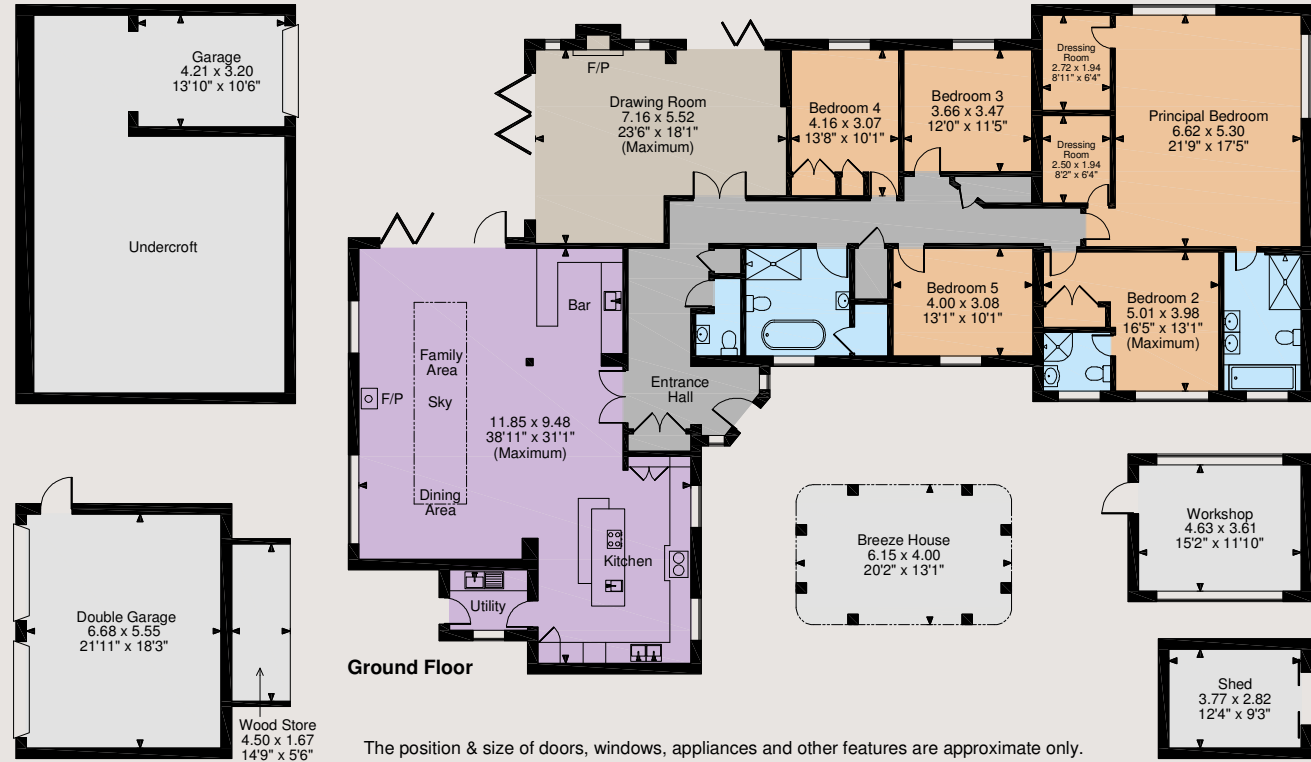 Garage
4.21 x 3.20
13'10" x 10'6"
Undercroft
F/P
Drawing Room
7.16 x 5.52
23'6" x 18'1"
(Maximum)
Bedroom 4
4.16 x 3.07
13'8" x 10'1"
Bedroom 3
3.66 x 3.47
12'0" x 11'5"
Dressing
Room
2.72 x 1.94
8'11" x 6'4"
Dressing
Room
2.50 x 1.94
8'2" x 6'4"
Principal Bedroom
6.62 x 5.30
21'9" x 17'5"
Bar
Family
Area
Sky
F/P
11.85 x 9.48
38'11" x 31'1"
(Maximum)
Dining
Area
Entrance
Hall
Bedroom 5
4.00 x 3.08
13'1" x 10'1"
Bedroom 2
5.01 x 3.98
16'5" x 13'1"
(Maximum)
Kitchen
Utility
Breeze House
6.15 x 4.00
20'2" x 13'1"
Workshop
4.63 x 3.61
15'2" x 11'10"
Double Garage
6.68 x 5.55
21'11" x 18'3"
Wood Store
4.50 x 1.67
14'9" x 5'6"
Ground Floor
Shed
3.77 x 2.82
12'4" x 9'3"
The position & size of doors, windows, appliances and other features are approximate only.